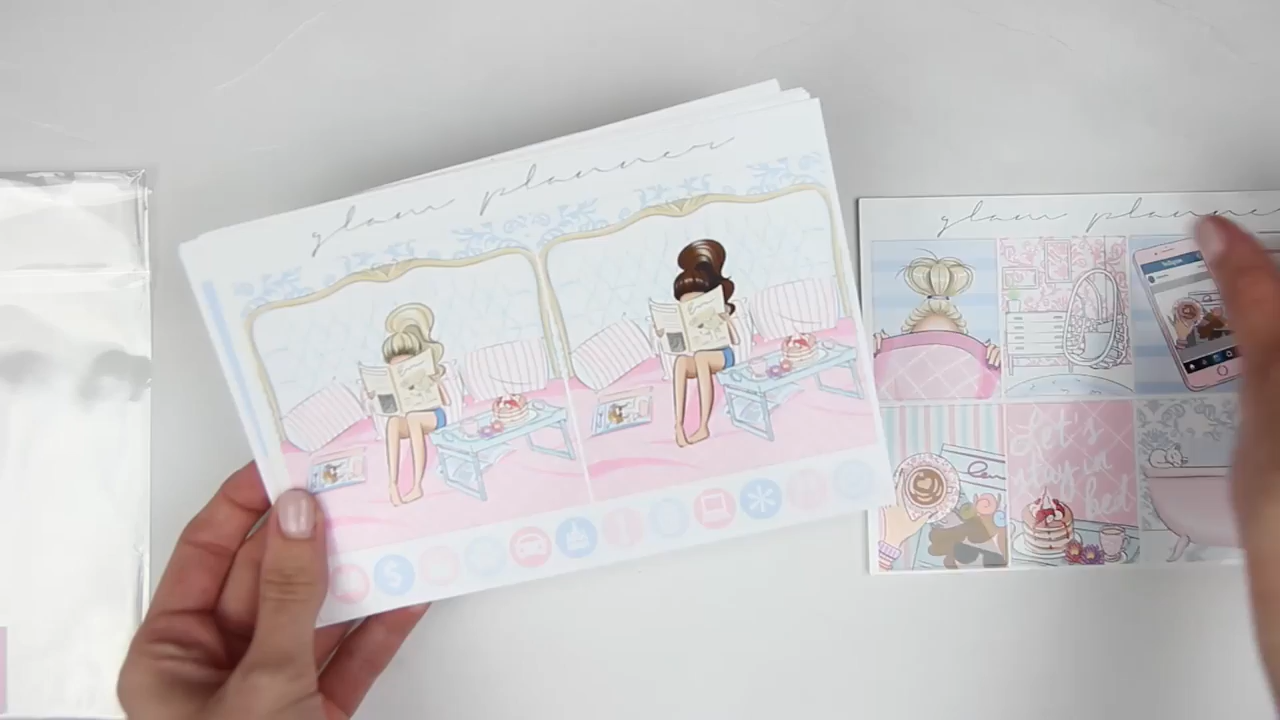 glam planner
glam planner
Let's
stay in
bed